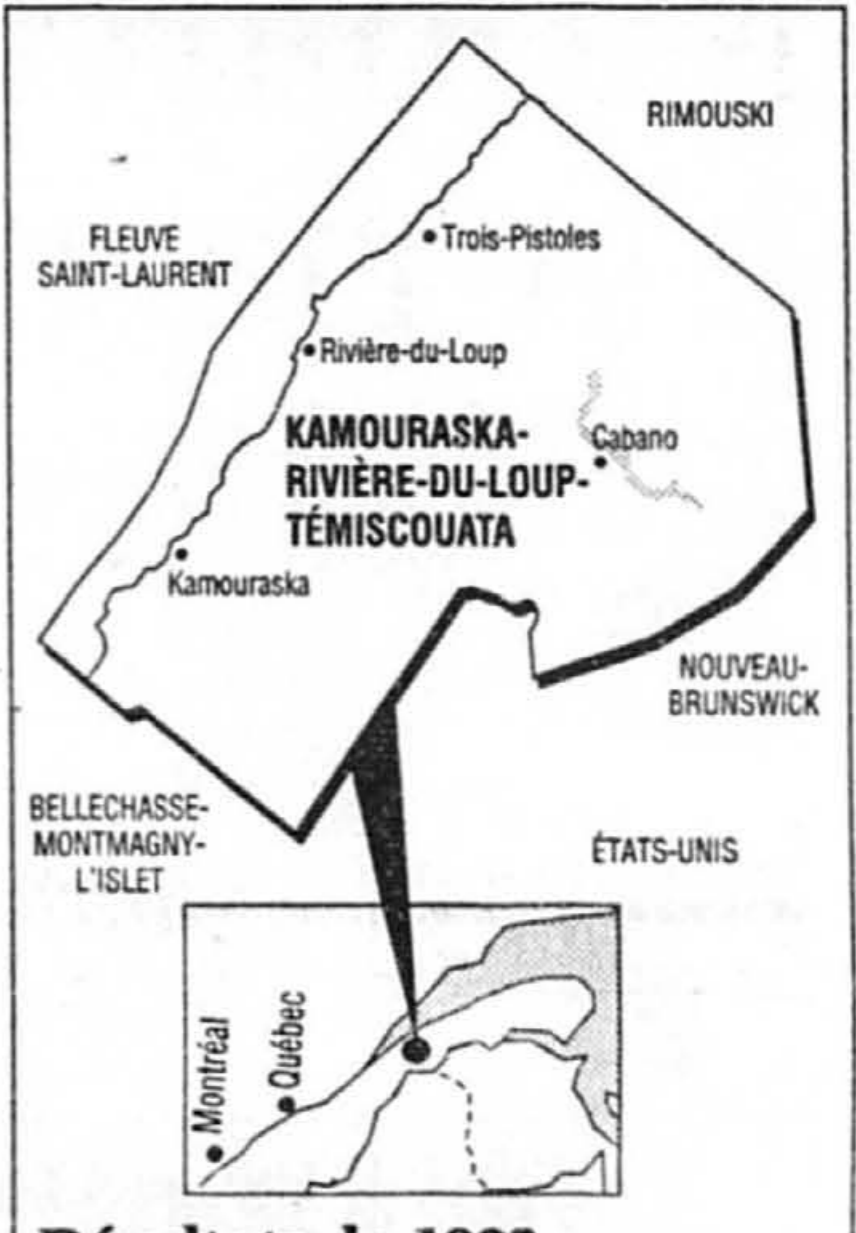 RIMOUSKI
FLEUVE
SAINT-LAURENT
Trois-Pistoles
Rivière-du-Loup
KAMOURASKA-
RIVIÈRE-DU-LOUP-
TÉMISCOUATA
Cabano
Kamouraska
NOUVEAU-
BRUNSWICK
BELLECHASSE-
MONTMAGNY-
L'ISLET
ÉTATS-UNIS
Montréal
Québec